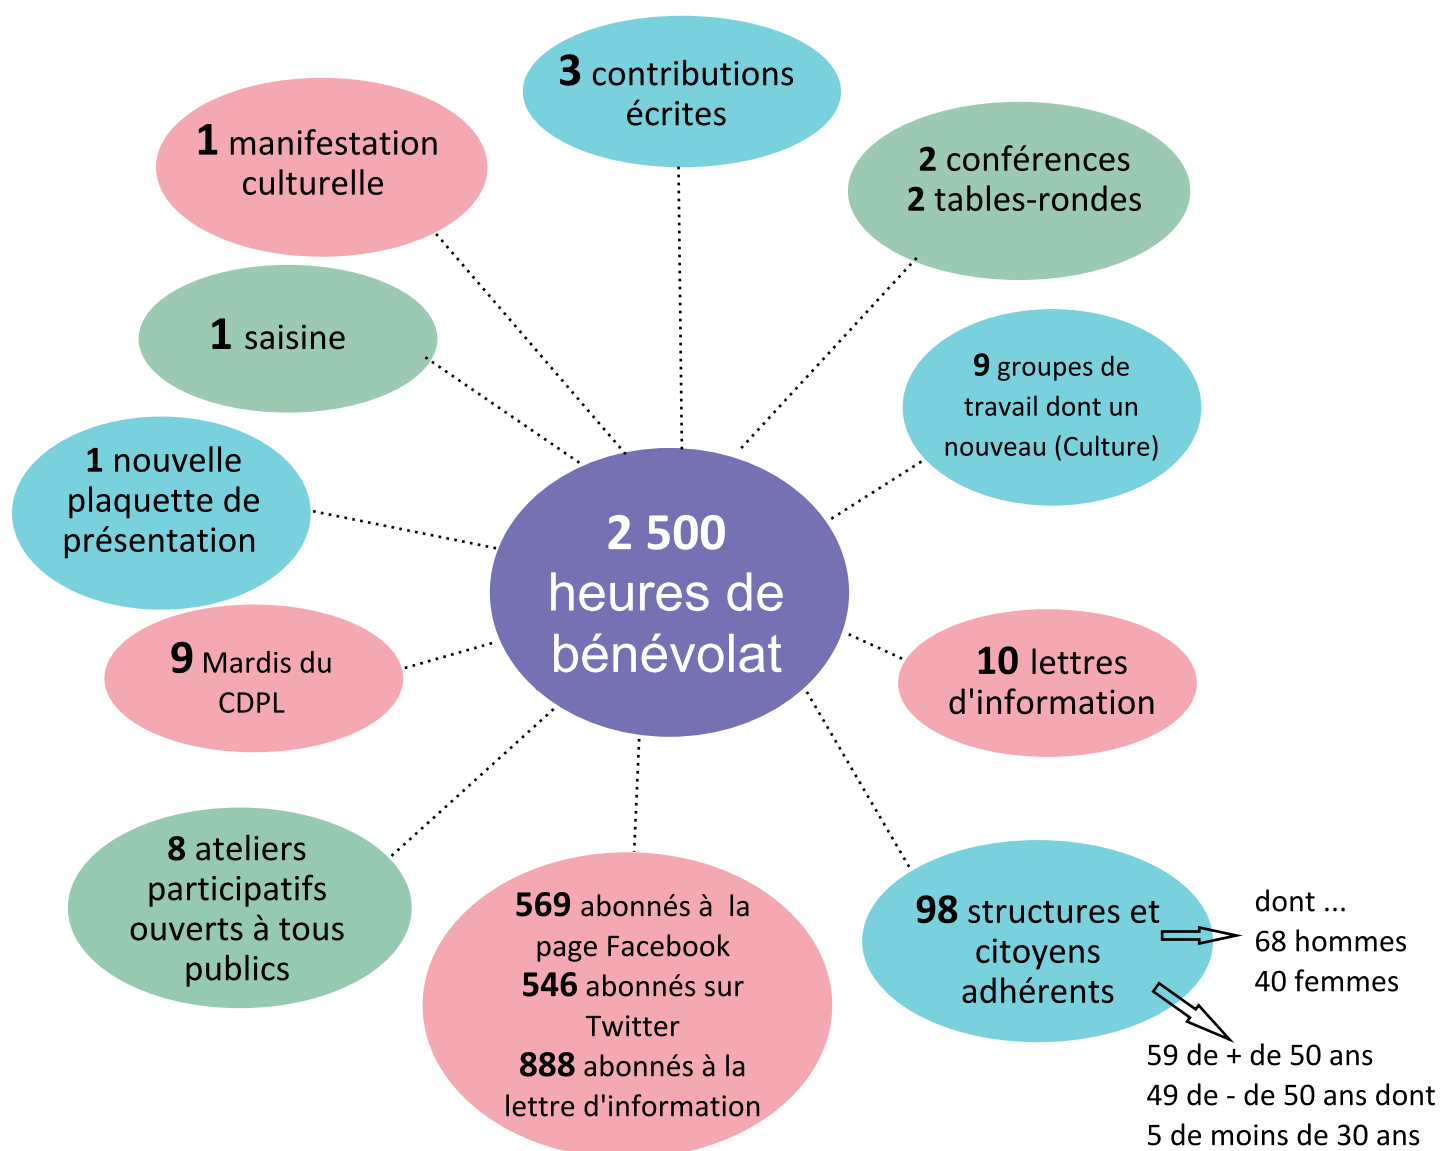 3 contributions
écrites
1 manifestation
culturelle
2 conférences
2 tables-rondes
1 saisine
9 groupes de
travail dont un
nouveau (Culture)
1 nouvelle
plaquette de
présentation
2 500
heures de
bénévolat
9 Mardis du
CDPL
10 lettres
d'information
8 ateliers
participatifs
ouverts à tous
publics
569 abonnés à la
page Facebook
546 abonnés sur
Twitter
888 abonnés à la
lettre d'information
98 structures et
citoyens
adhérents
dont ...
68 hommes
40 femmes
59 de + de 50 ans
49 de - de 50 ans dont
5 de moins de 30 ans